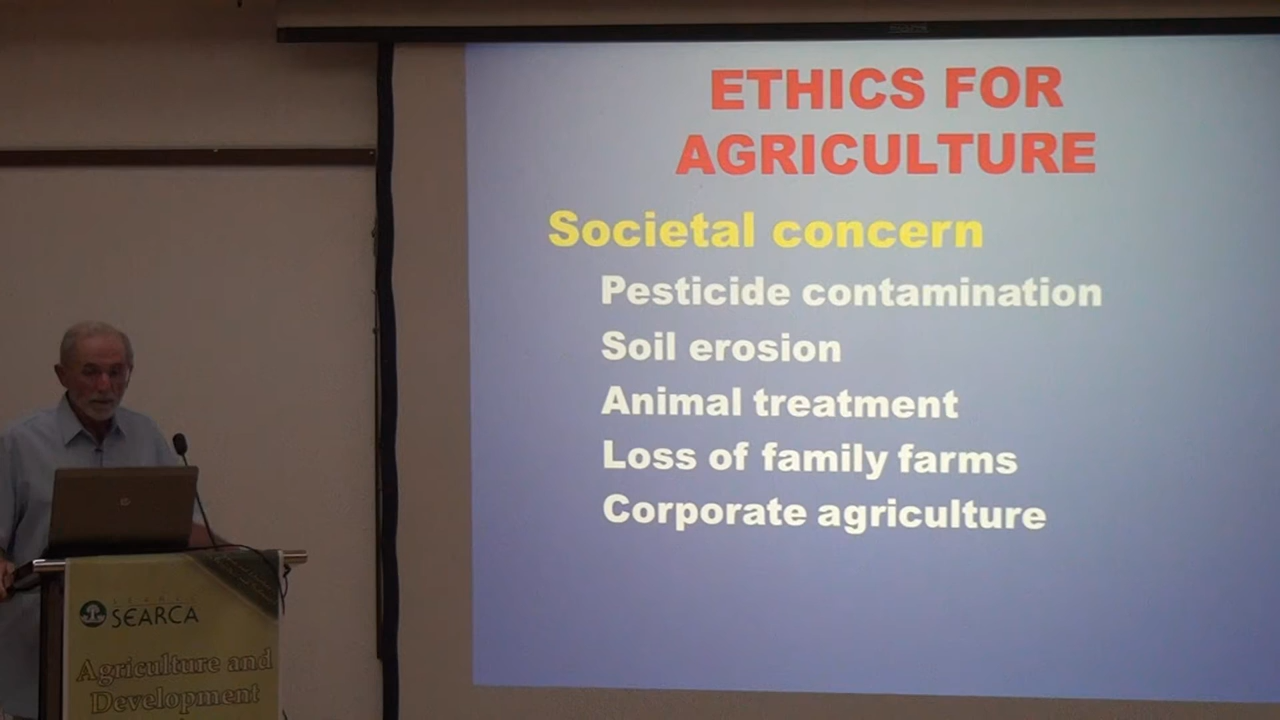 ETHICS FOR
AGRICULTURE
Societal concern
Pesticide contamination
Soil erosion
Animal treatment
Loss of family farms
Corporate agriculture
SEARCA
Agriculture and
Development